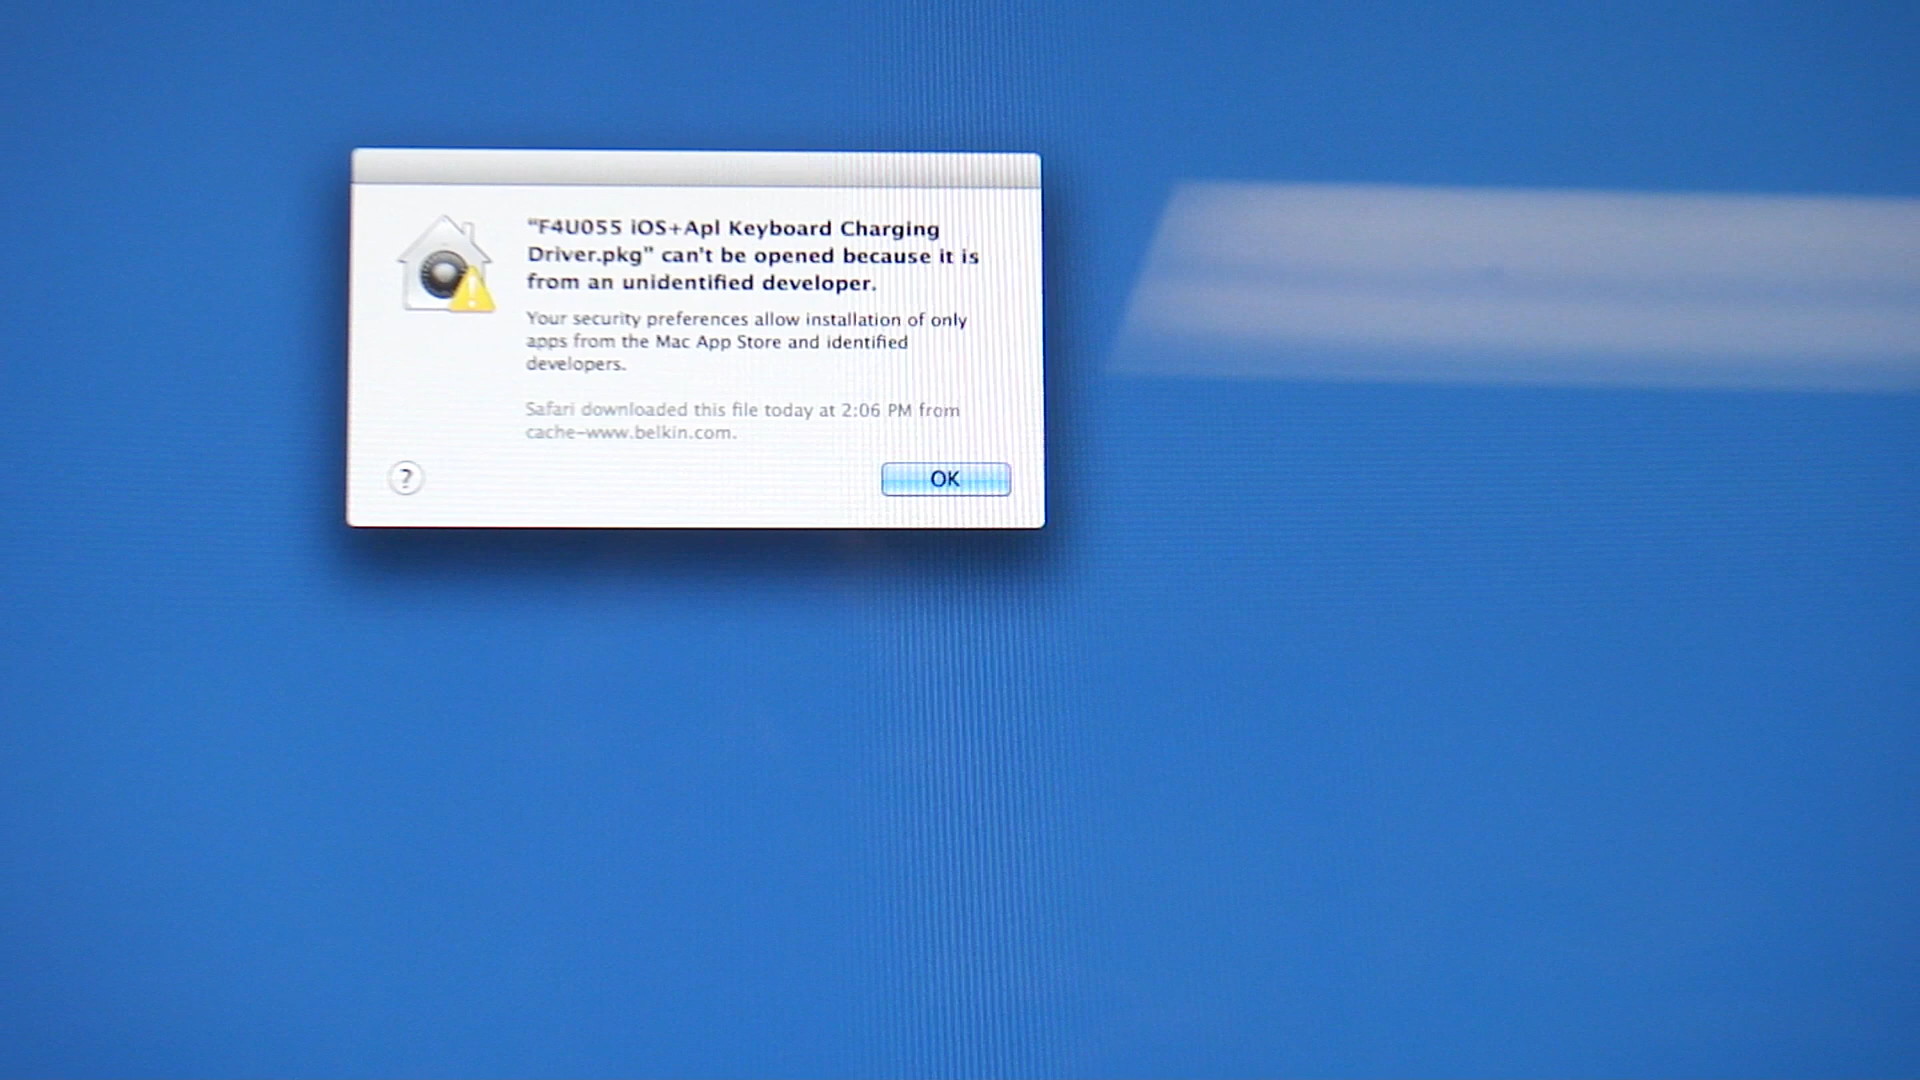 "F4U055 iOS+Apl Keyboard Charging
Driver.pkg" can't be opened because it is
from an unidentified developer.
Your security preferences allow installation of only
apps from the Mac App Store and identified
developers.
Safari downloaded this file today at 2:06 PM from
cache-www.belkin.com.
?
OK